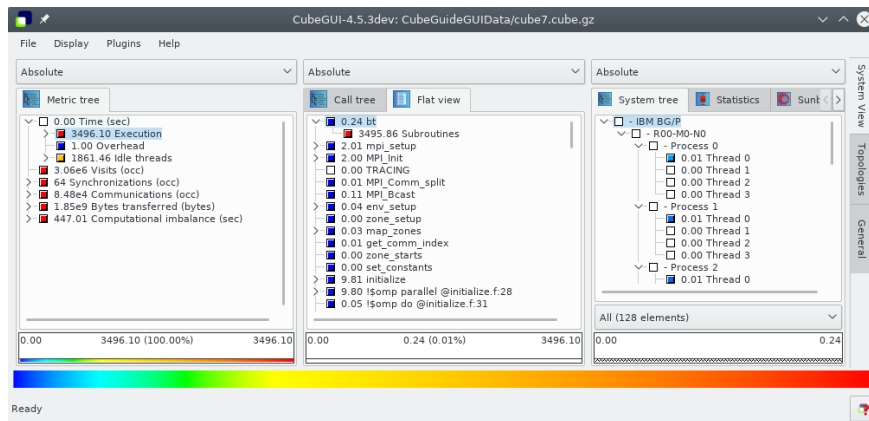 CubeGUI-4.5.3dev: CubeGuideGUIData/cube7.cube.gz
File Display Plugins Help
Absolute
Metric tree
0.00 Time (sec)
3496.10 Execution
1.00 Overhead
1861.46 Idle threads
3.06e6 Visits (occ)
64 Synchronizations (occ)
8.48e4 Communications (occ)
1.85e9 Bytes transferred (bytes)
447.01 Computational imbalance (sec)
0.00 3496.10 (100.00%) 3496.10
Absolute
Call tree Flat view
0.24 bt
3495.86 Subroutines
2.01 mpi_setup
2.00 MPI_Init
0.00 TRACING
0.01 MPI_Comm_split
0.11 MPI_Bcast
0.04 env_setup
0.00 zone_setup
0.03 map_zones
0.01 get_comm_index
0.00 zone_starts
0.00 set_constants
9.81 initialize
9.80 !$omp parallel @initialize.f:28
0.05 !$omp do @initialize.f:31
0.00 0.24 (0.01%) 3496.10
Absolute
System tree Statistics Sunb
- IBM BG/P
- R00-M0-N0
- Process 0
0.01 Thread 0
0.00 Thread 1
0.00 Thread 2
0.00 Thread 3
- Process 1
0.01 Thread 0
0.00 Thread 1
0.00 Thread 2
0.00 Thread 3
- Process 2
0.01 Thread 0
All (128 elements)
0.00 0.24
System View
Topologies
General
Ready